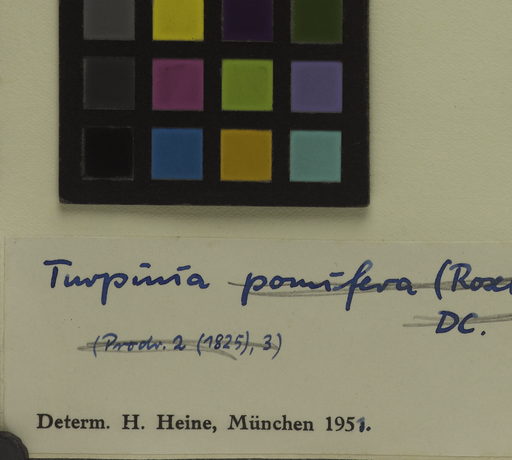 Turpinia pomifera (Rox
DC.
(Prodr. 2 (1825), 3)
Determ. H. Heine, München 1951.